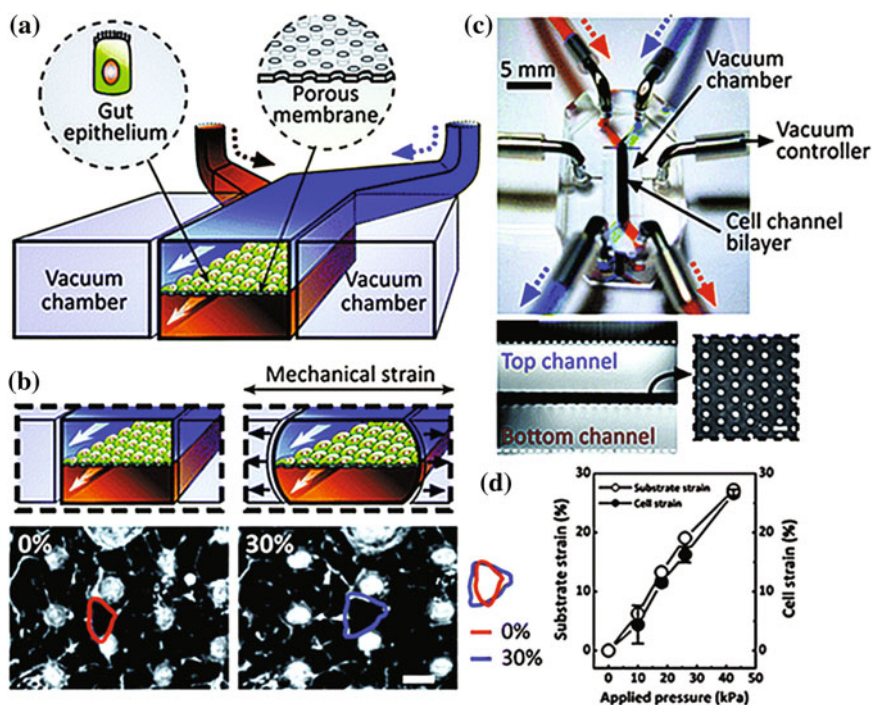 (a)
Gut
epithelium
Porous
membrane
Vacuum
chamber
Vacuum
chamber
(b)
Mechanical strain
0%
30%
0%
30%
(c)
5 mm
Vacuum
chamber
Vacuum
controller
Cell channel
bilayer
Top channel
Bottom channel
(d)
Substrate strain
Cell strain
Substrate strain (%)
Cell strain (%)
30
20
10
0
30
20
10
0
0 10 20 30 40 50
Applied pressure (kPa)